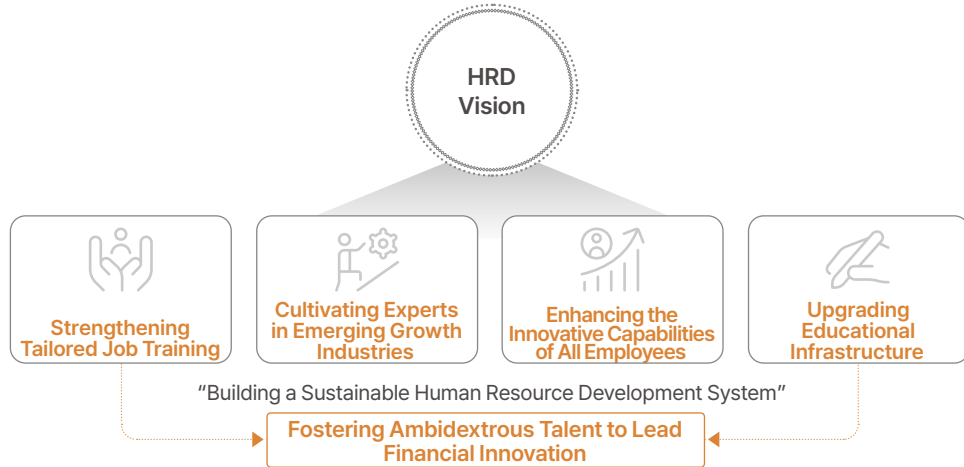 HRD
Vision
Strengthening
Tailored Job Training
Cultivating Experts
in Emerging Growth
Industries
Enhancing the
Innovative Capabilities
of All Employees
Upgrading
Educational
Infrastructure
“Building a Sustainable Human Resource Development System”
Fostering Ambidextrous Talent to Lead
Financial Innovation